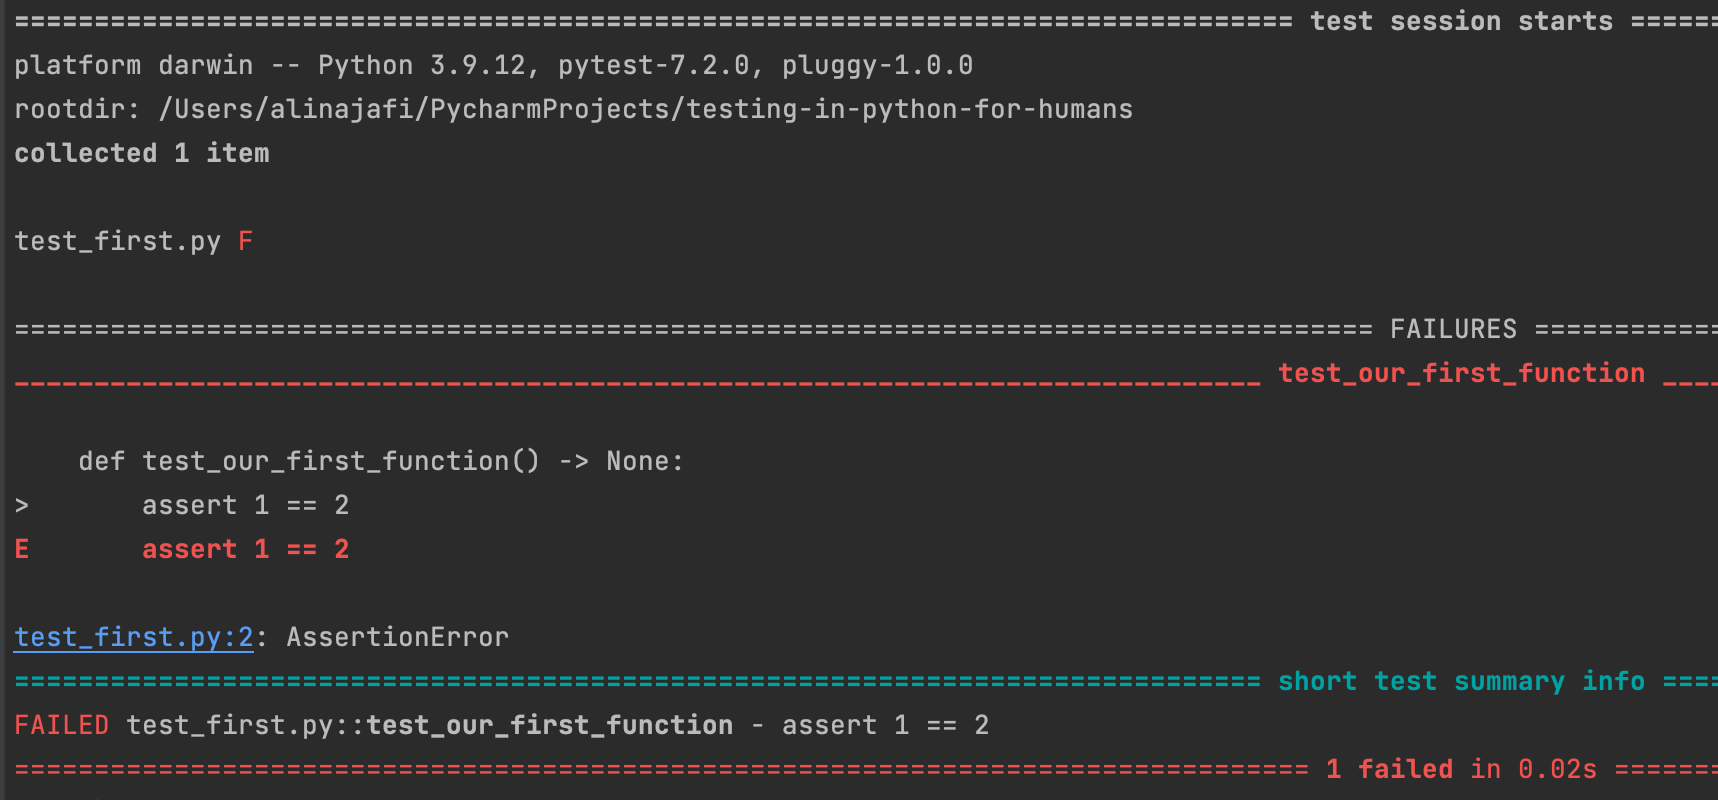 ================================================================================ test session starts ======
platform darwin -- Python 3.9.12, pytest-7.2.0, pluggy-1.0.0
rootdir: /Users/alinajafi/PycharmProjects/testing-in-python-for-humans
collected 1 item
test_first.py F
===================================================================================== FAILURES ============
______________________________________________________________________________ test_our_first_function ____
    def test_our_first_function() -> None:
>       assert 1 == 2
E       assert 1 == 2
test_first.py:2: AssertionError
============================================================================== short test summary info ====
FAILED test_first.py::test_our_first_function - assert 1 == 2
================================================================================= 1 failed in 0.02s =======